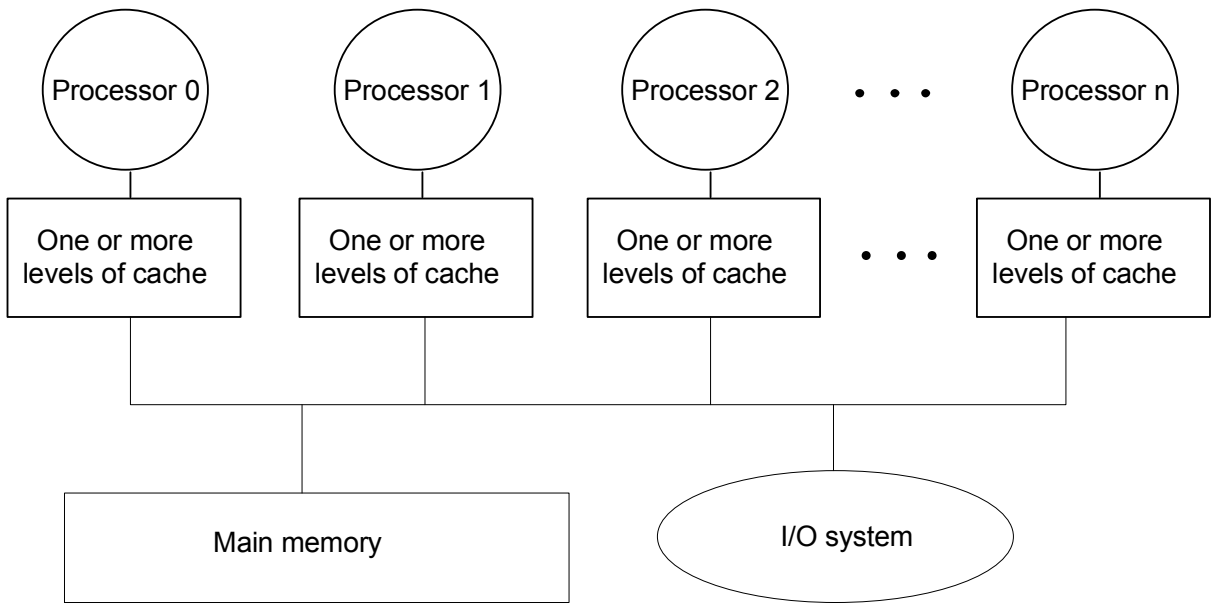 Processor 0
Processor 1
Processor 2
• • •
Processor n
One or more
levels of cache
One or more
levels of cache
One or more
levels of cache
• • •
One or more
levels of cache
Main memory
I/O system